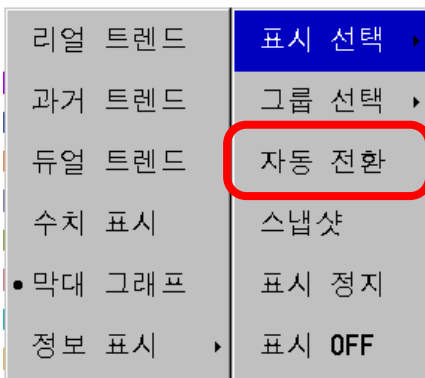 리얼 트렌드
과거 트렌드
듀얼 트렌드
수치 표시
막대 그래프
정보 표시
표시 선택
그룹 선택
자동 전환
스냅샷
표시 정지
표시 OFF